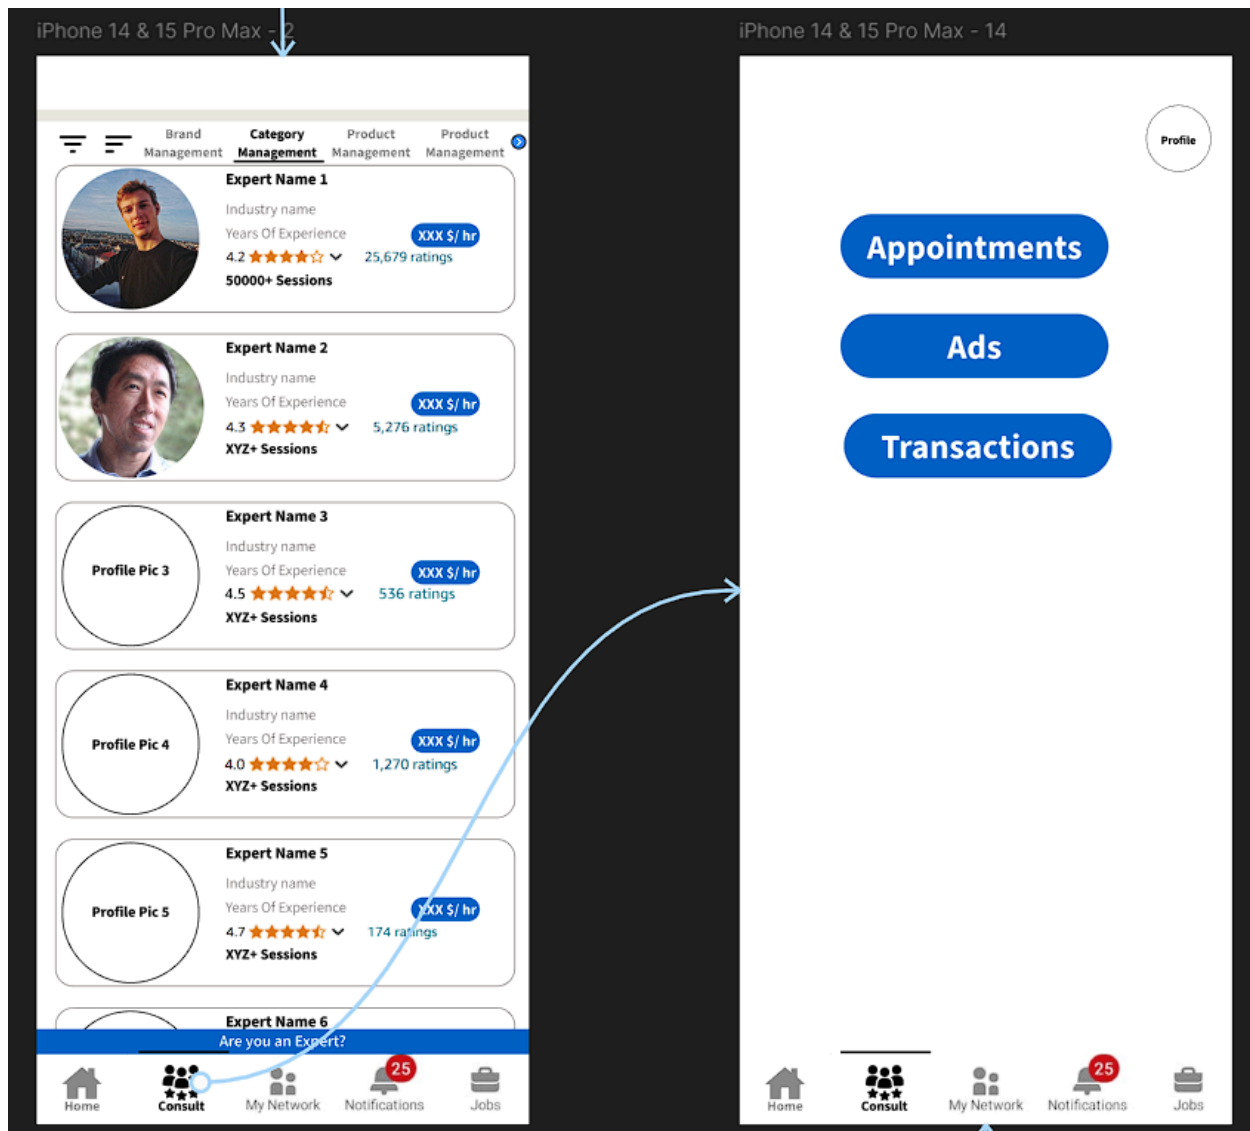 iPhone 14 & 15 Pro Max - 2
Brand Management
Category Management
Product Management
Product Management
Expert Name 1
Industry name
Years Of Experience
XXX $/ hr
4.2
25,679 ratings
50000+ Sessions
Expert Name 2
Industry name
Years Of Experience
XXX $/ hr
4.3
5,276 ratings
XYZ+ Sessions
Profile Pic 3
Expert Name 3
Industry name
Years Of Experience
XXX $/ hr
4.5
536 ratings
XYZ+ Sessions
Profile Pic 4
Expert Name 4
Industry name
Years Of Experience
XXX $/ hr
4.0
1,270 ratings
XYZ+ Sessions
Profile Pic 5
Expert Name 5
Industry name
Years Of Experience
XXX $/ hr
4.7
174 ratings
XYZ+ Sessions
Expert Name 6
Are you an Expert?
25
Home
Consult
My Network
Notifications
Jobs
iPhone 14 & 15 Pro Max - 14
Profile
Appointments
Ads
Transactions
25
Home
Consult
My Network
Notifications
Jobs